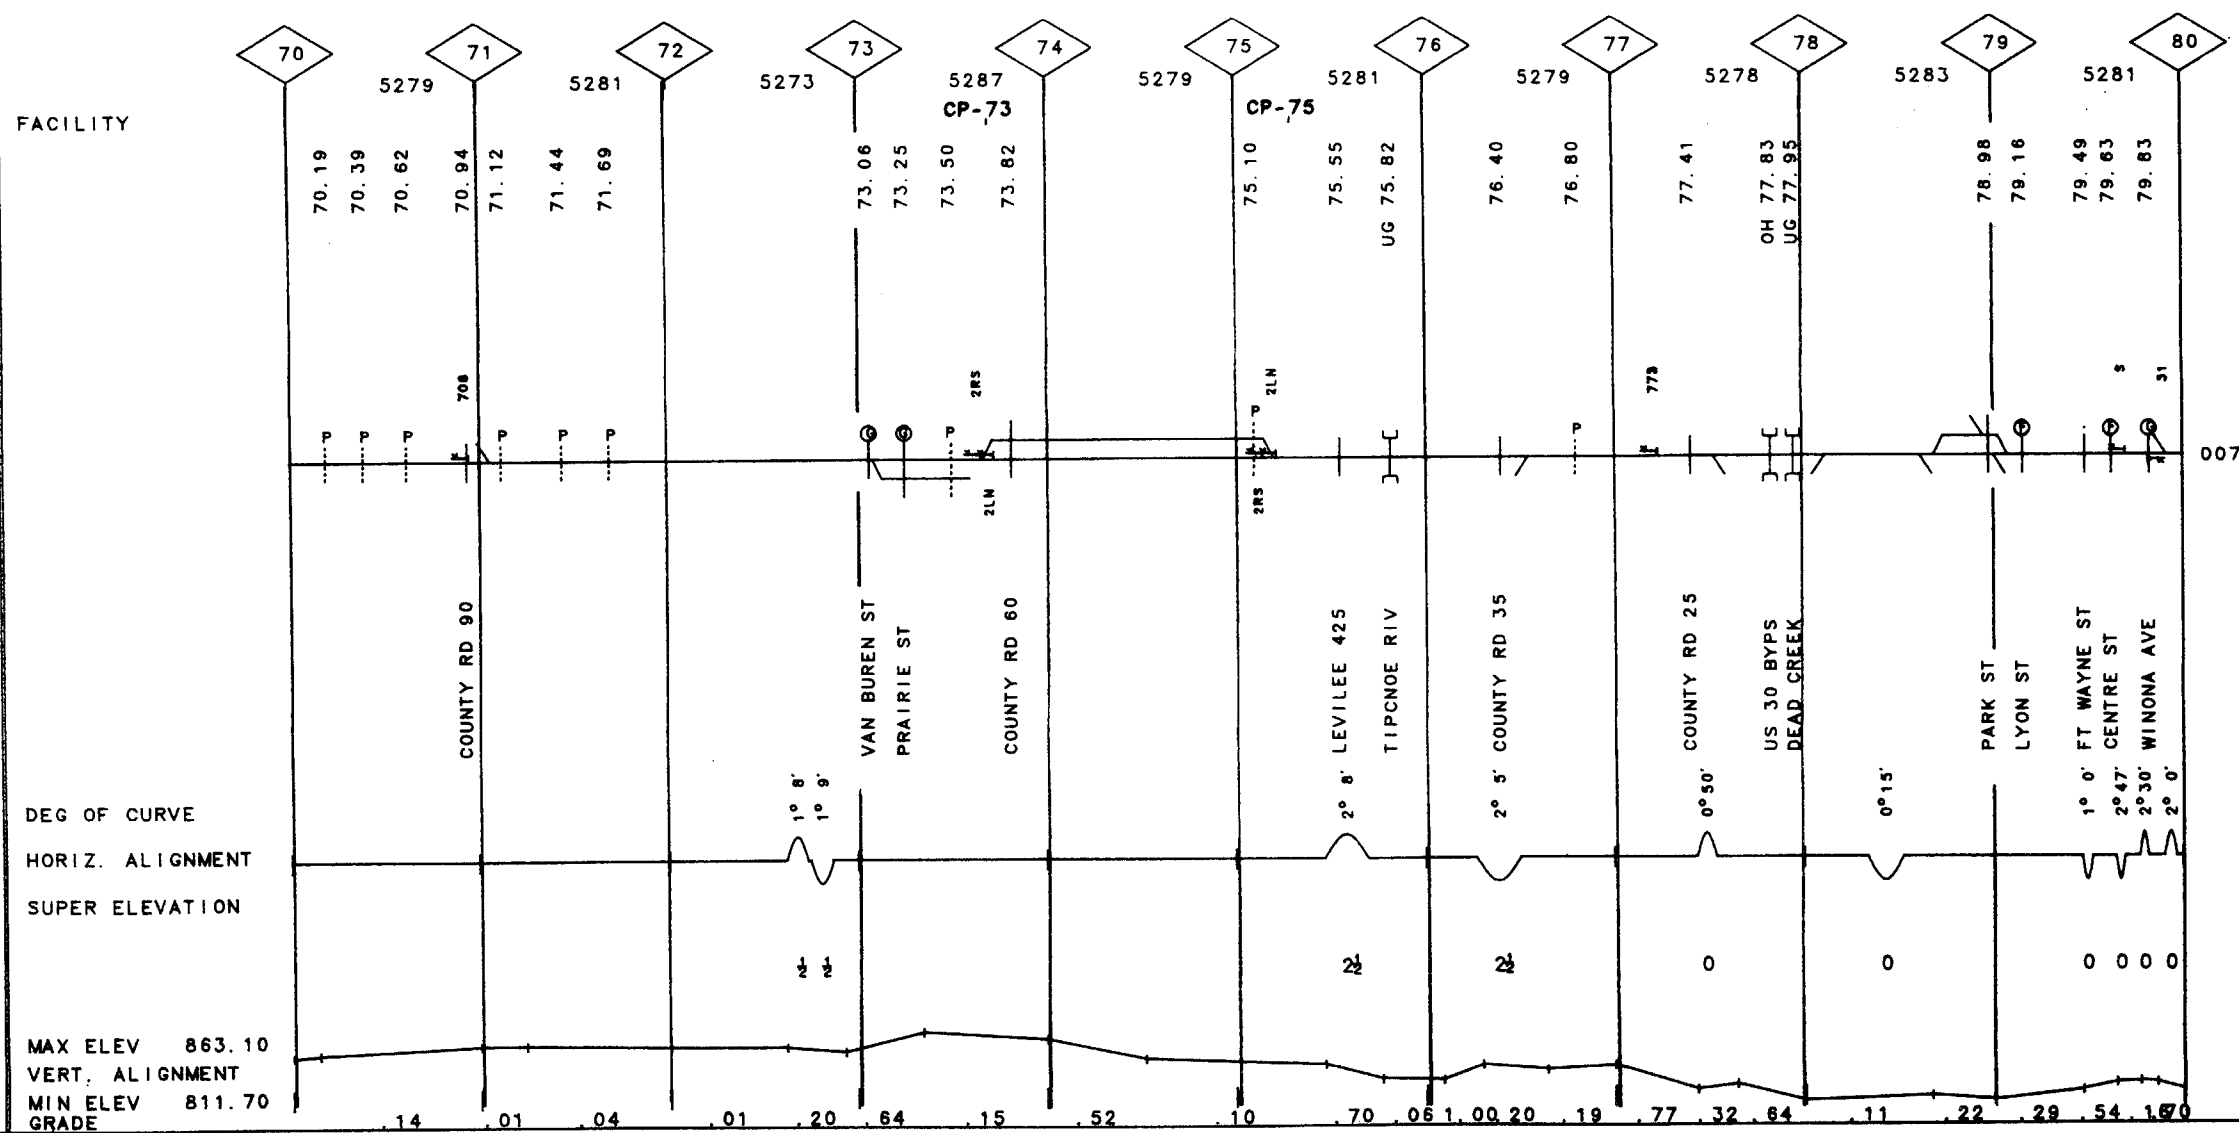 70 71 72 73 74 75 76 77 78 79 80
5279 5281 5273 5287 5279 5281 5279 5278 5283 5281
CP-73 CP-75
FACILITY
70.19 70.39 70.62 70.94 71.12 71.44 71.69 73.06 73.25 73.50 73.82 75.10 75.55 UG 75.82 76.40 76.80 77.41 OH 77.83 UG 77.95 78.98 79.16 79.49 79.63 79.83
708 2RS 2LN 773 S 31
P P P P P P G G P P P P P G
007
2LN 2RS
COUNTY RD 90
VAN BUREN ST
PRAIRIE ST
COUNTY RD 60
LEVILEE 425
TIPCNOE RIV
COUNTY RD 35
COUNTY RD 25
US 30 BYPS
DEAD CREEK
PARK ST
LYON ST
FT WAYNE ST
CENTRE ST
WINONA AVE
DEG OF CURVE 1° 8' 1° 9' 2° 8' 2° 5' 0°50' 0°15' 1° 0' 2°47' 2°30' 2° 0'
HORIZ. ALIGNMENT
SUPER ELEVATION
½ ½ 2½ 2½ 0 0 0 0 0 0
MAX ELEV 863.10
VERT. ALIGNMENT
MIN ELEV 811.70
GRADE .14 .01 .04 .01 .20 .64 .15 .52 .10 .70 .06 1.00 .20 .19 .77 .32 .64 .11 .22 .29 .54 .16 .70